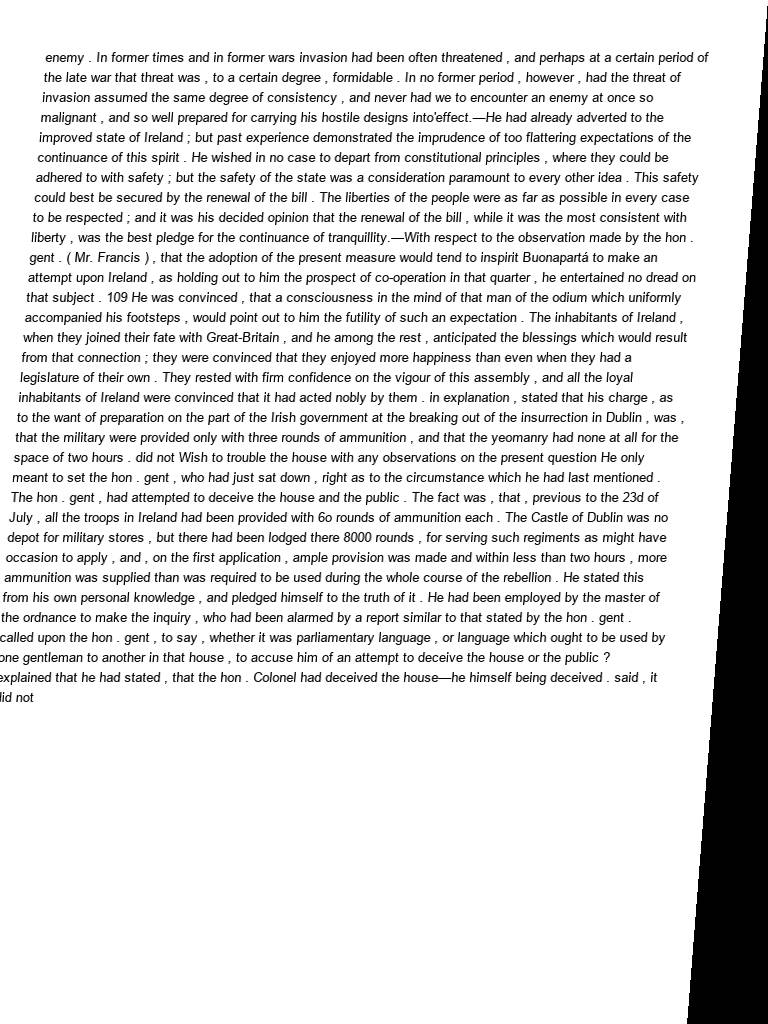 enemy . In former times and in former wars invasion had been often threatened , and perhaps at a certain period of
the late war that threat was , to a certain degree , formidable . In no former period , however , had the threat of
invasion assumed the same degree of consistency , and never had we to encounter an enemy at once so
malignant , and so well prepared for carrying his hostile designs into'effect.—He had already adverted to the
improved state of Ireland ; but past experience demonstrated the imprudence of too flattering expectations of the
continuance of this spirit . He wished in no case to depart from constitutional principles , where they could be
adhered to with safety ; but the safety of the state was a consideration paramount to every other idea . This safety
could best be secured by the renewal of the bill . The liberties of the people were as far as possible in every case
to be respected ; and it was his decided opinion that the renewal of the bill , while it was the most consistent with
liberty , was the best pledge for the continuance of tranquillity.—With respect to the observation made by the hon .
gent . ( Mr. Francis ) , that the adoption of the present measure would tend to inspirit Buonapartá to make an
attempt upon Ireland , as holding out to him the prospect of co-operation in that quarter , he entertained no dread on
that subject . 109 He was convinced , that a consciousness in the mind of that man of the odium which uniformly
accompanied his footsteps , would point out to him the futility of such an expectation . The inhabitants of Ireland ,
when they joined their fate with Great-Britain , and he among the rest , anticipated the blessings which would result
from that connection ; they were convinced that they enjoyed more happiness than even when they had a
legislature of their own . They rested with firm confidence on the vigour of this assembly , and all the loyal
inhabitants of Ireland were convinced that it had acted nobly by them . in explanation , stated that his charge , as
to the want of preparation on the part of the Irish government at the breaking out of the insurrection in Dublin , was ,
that the military were provided only with three rounds of ammunition , and that the yeomanry had none at all for the
space of two hours . did not Wish to trouble the house with any observations on the present question He only
meant to set the hon . gent , who had just sat down , right as to the circumstance which he had last mentioned .
The hon . gent , had attempted to deceive the house and the public . The fact was , that , previous to the 23d of
July , all the troops in Ireland had been provided with 6o rounds of ammunition each . The Castle of Dublin was no
depot for military stores , but there had been lodged there 8000 rounds , for serving such regiments as might have
occasion to apply , and , on the first application , ample provision was made and within less than two hours , more
ammunition was supplied than was required to be used during the whole course of the rebellion . He stated this
from his own personal knowledge , and pledged himself to the truth of it . He had been employed by the master of
the ordnance to make the inquiry , who had been alarmed by a report similar to that stated by the hon . gent .
called upon the hon . gent , to say , whether it was parliamentary language , or language which ought to be used by
one gentleman to another in that house , to accuse him of an attempt to deceive the house or the public ?
explained that he had stated , that the hon . Colonel had deceived the house—he himself being deceived . said , it
did not